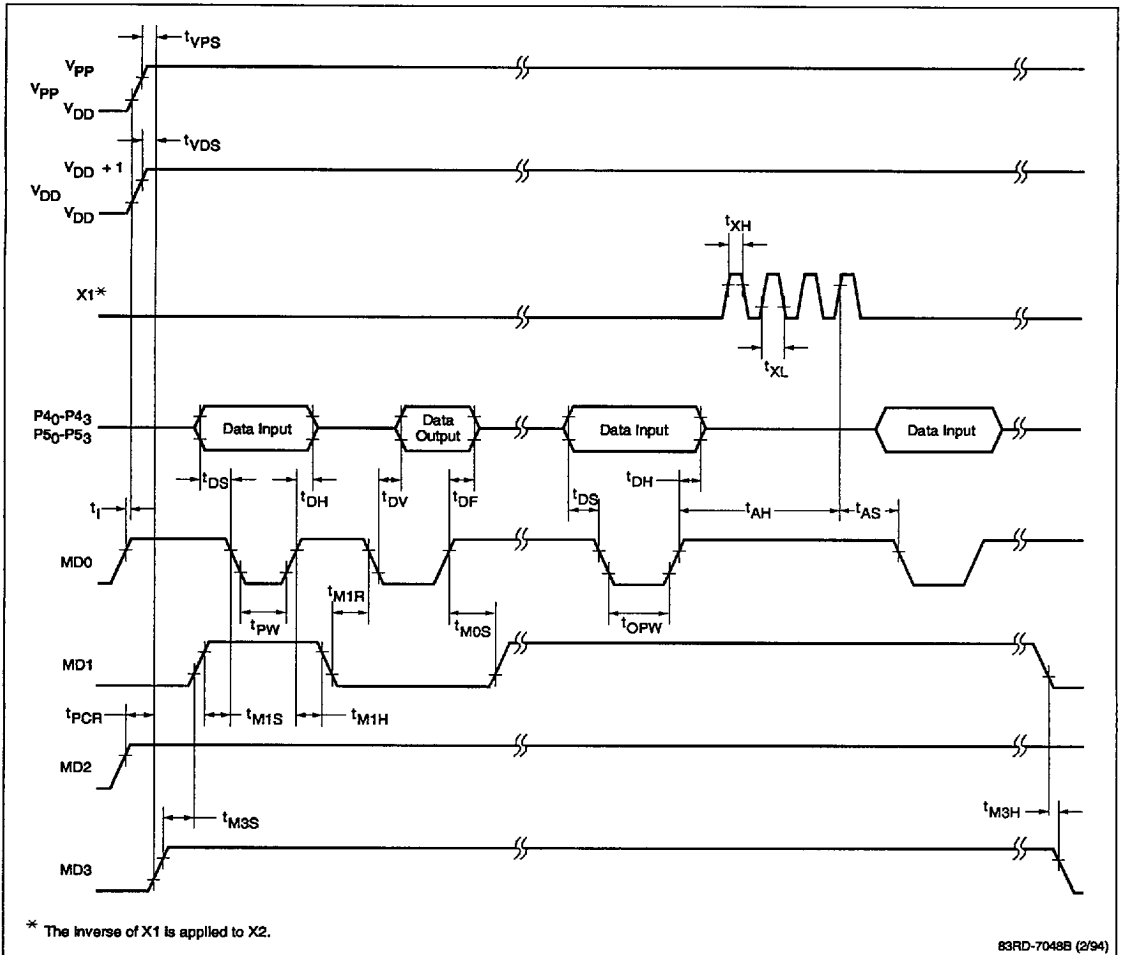 tVPS
VPP
VPP
VDD
tVDS
VDD + 1
VDD
VDD
tXH
X1*
tXL
P40-P43
P50-P53
Data Input
Data
Output
Data Input
Data Input
tDS
tDH
tDV
tDF
tDS
tDH
tAH
tAS
tI
MD0
tM1R
tPW
tM0S
tOPW
MD1
tPCR
tM1S
tM1H
MD2
tM3S
tM3H
MD3
* The inverse of X1 is applied to X2.
83RD-7048B (2/94)